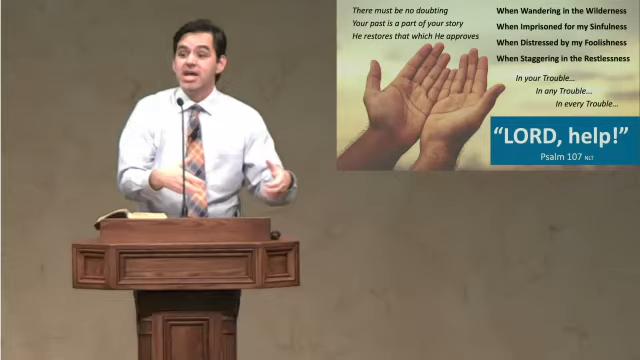 There must be no doubting
Your past is a part of your story
He restores that which He approves
When Wandering in the Wilderness
When Imprisoned for my Sinfulness
When Distressed by my Foolishness
When Staggering in the Restlessness
In your Trouble...
In any Trouble...
In every Trouble...
“LORD, help!”
Psalm 107 NLT